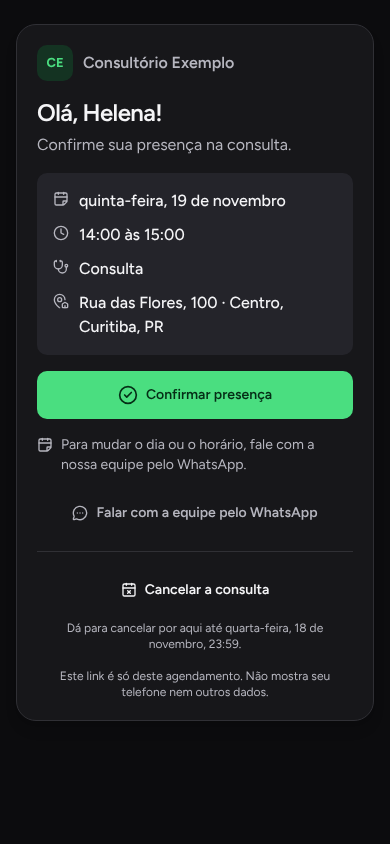 CE
Consultório Exemplo
Olá, Helena!
Confirme sua presença na consulta.
quinta-feira, 19 de novembro
14:00 às 15:00
Consulta
Rua das Flores, 100 · Centro,
Curitiba, PR
Confirmar presença
Para mudar o dia ou o horário, fale com a
nossa equipe pelo WhatsApp.
Falar com a equipe pelo WhatsApp
Cancelar a consulta
Dá para cancelar por aqui até quarta-feira, 18 de
novembro, 23:59.
Este link é só deste agendamento. Não mostra seu
telefone nem outros dados.